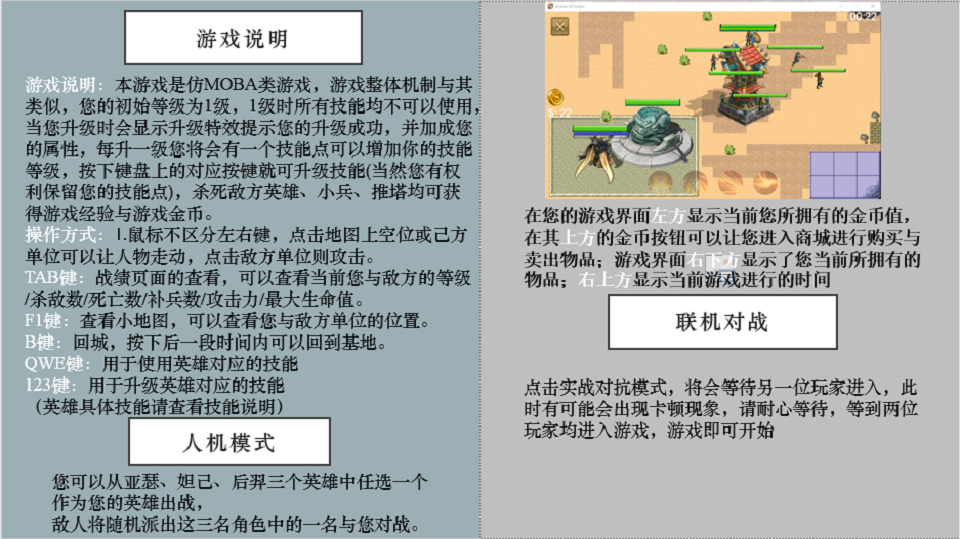 游戏说明
游戏说明：本游戏是仿MOBA类游戏，游戏整体机制与其
类似，您的初始等级为1级，1级时所有技能均不可以使用，
当您升级时会显示升级特效提示您的升级成功，并加成您
的属性，每升一级您将会有一个技能点可以增加你的技能
等级，按下键盘上的对应按键就可升级技能(当然您有权
利保留您的技能点)，杀死敌方英雄、小兵、推塔均可获
得游戏经验与游戏金币。
操作方式：1.鼠标不区分左右键，点击地图上空位或己方
单位可以让人物走动，点击敌方单位则攻击。
TAB键：战绩页面的查看，可以查看当前您与敌方的等级
/杀敌数/死亡数/补兵数/攻击力/最大生命值。
F1键：查看小地图，可以查看您与敌方单位的位置。
B键：回城，按下后一段时间内可以回到基地。
QWE键：用于使用英雄对应的技能
123键：用于升级英雄对应的技能
（英雄具体技能请查看技能说明）
人机模式
您可以从亚瑟、妲己、后羿三个英雄中任选一个
作为您的英雄出战，
敌人将随机派出这三名角色中的一名与您对战。
Arena of Valor
00:22
$:22
在您的游戏界面左方显示当前您所拥有的金币值，
在其上方的金币按钮可以让您进入商城进行购买与
卖出物品；游戏界面右下方显示了您当前所拥有的
物品；右上方显示当前游戏进行的时间
联机对战
点击实战对抗模式，将会等待另一位玩家进入，此
时有可能会出现卡顿现象，请耐心等待，等到两位
玩家均进入游戏，游戏即可开始